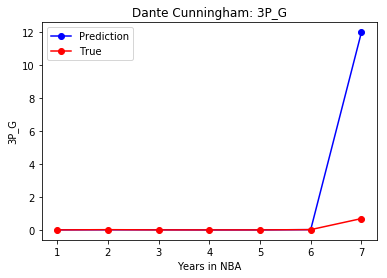 Dante Cunningham: 3P_G
Prediction
True
12
10
8
6
4
2
0
3P_G
1 2 3 4 5 6 7
Years in NBA